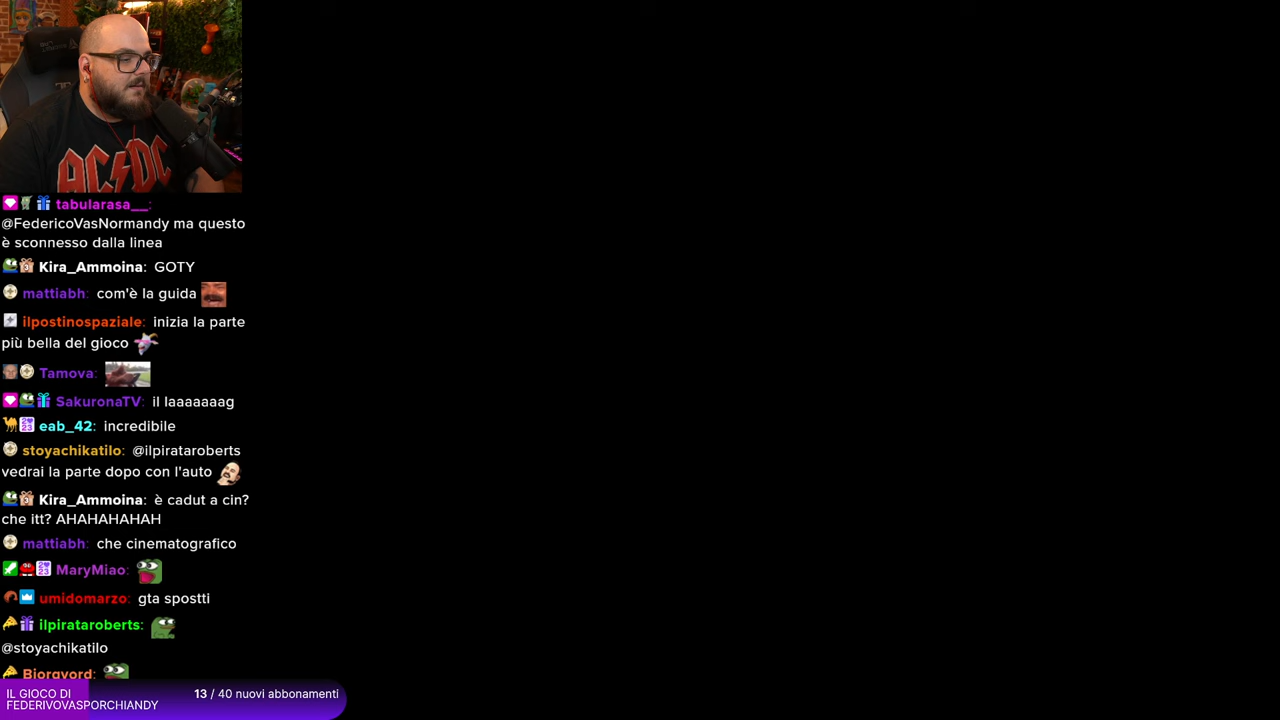 AC/DC
tabularasa__:
@FedericoVasNormandy ma questo
è sconnesso dalla linea
Kira_Ammoina: GOTY
mattiabh: com'è la guida
ilpostinospaziale: inizia la parte
più bella del gioco
Tamova:
SakuronaTV: il laaaaaaag
eab_42: incredibile
stoyachikatilo: @ilpirataroberts
vedrai la parte dopo con l'auto
Kira_Ammoina: è cadut a cin?
che itt? AHAHAHAHAH
mattiabh: che cinematografico
MaryMiao:
umidomarzo: gta spostti
ilpirataroberts:
@stoyachikatilo
Biorgvord:
IL GIOCO DI
FEDERIVOVASPORCHIANDY
13 / 40 nuovi abbonamenti